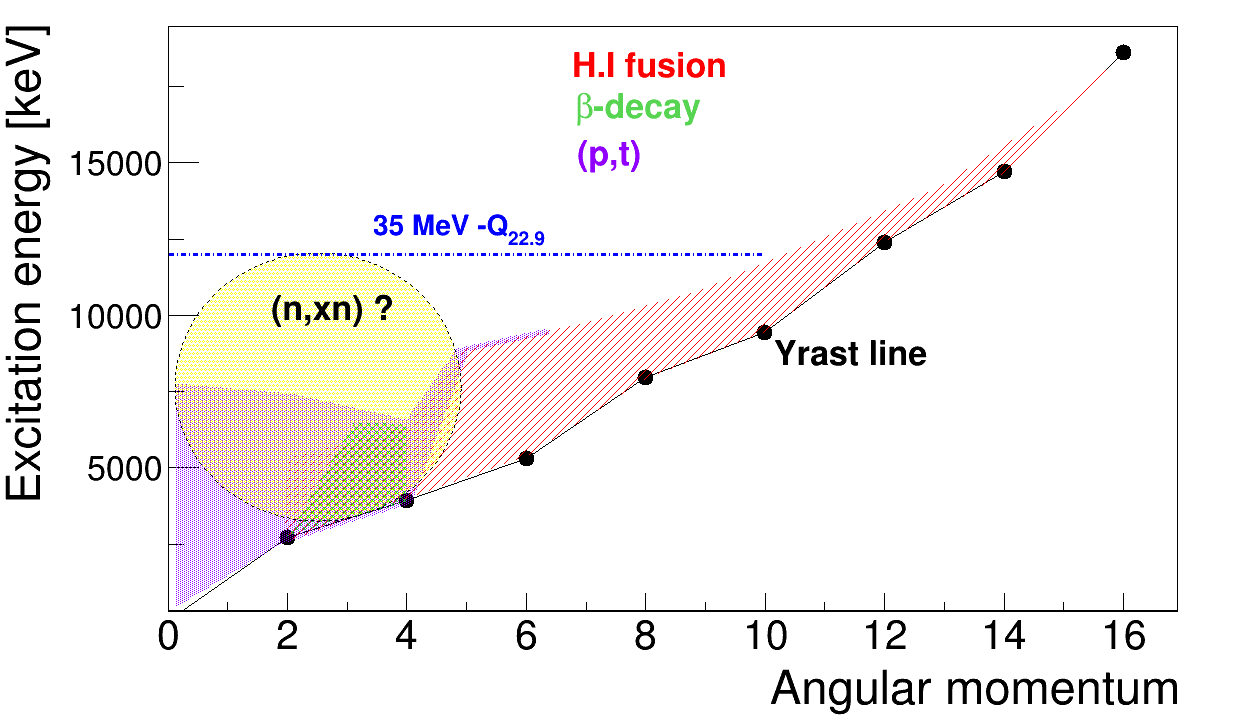 Excitation energy [keV]
H.I fusion
β-decay
(p,t)
15000
35 MeV -Q22.9
(n,xn) ?
10000
Yrast line
5000
0 2 4 6 8 10 12 14 16
Angular momentum